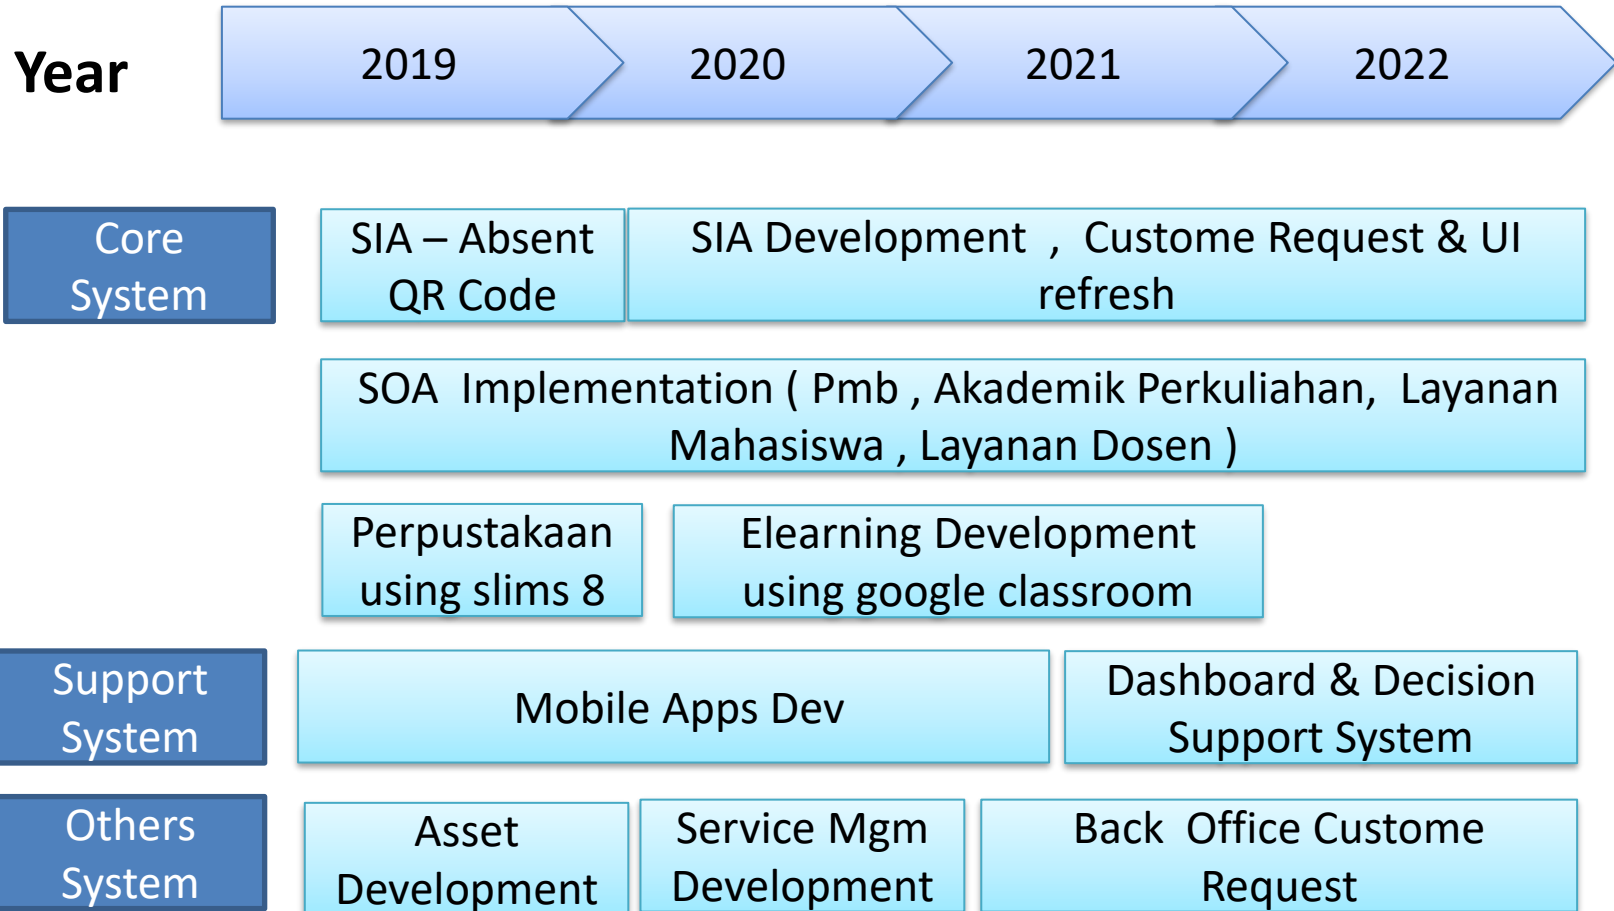 Year
2019
2020
2021
2022
Core
System
SIA – Absent
QR Code
SIA Development , Custome Request & UI
refresh
SOA Implementation ( Pmb , Akademik Perkuliahan, Layanan
Mahasiswa , Layanan Dosen )
Perpustakaan
using slims 8
Elearning Development
using google classroom
Support
System
Mobile Apps Dev
Dashboard & Decision
Support System
Others
System
Asset
Development
Service Mgm
Development
Back Office Custome
Request